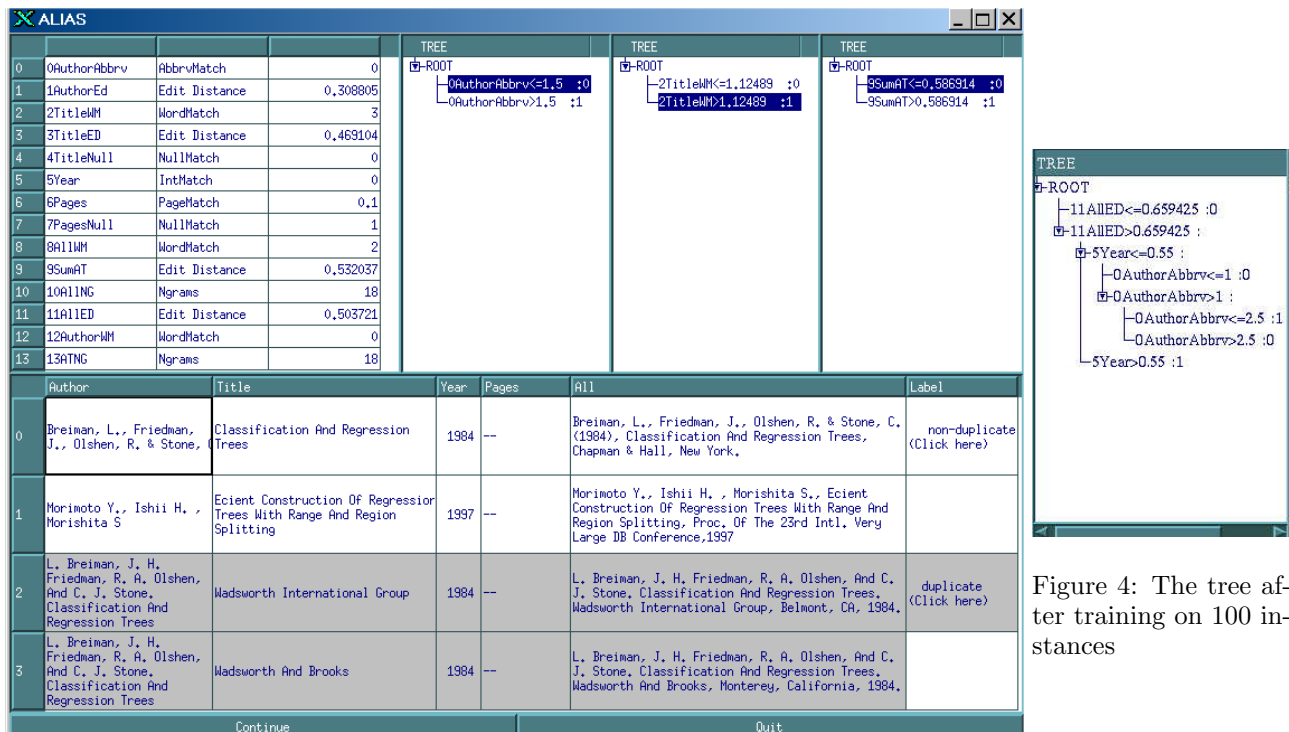 ALIAS
0 0AuthorAbbrv AbbrvMatch 0
1 1AuthorEd Edit Distance 0.308805
2 2TitleWM WordMatch 3
3 3TitleED Edit Distance 0.469104
4 4TitleNull NullMatch 0
5 5Year IntMatch 0
6 6Pages PageMatch 0.1
7 7PagesNull NullMatch 1
8 8AllWM WordMatch 2
9 9SumAT Edit Distance 0.532037
10 10AllNG Ngrams 18
11 11AllED Edit Distance 0.503721
12 12AuthorWM WordMatch 0
13 13ATNG Ngrams 18
TREE
ROOT
0AuthorAbbrv<=1.5 :0
0AuthorAbbrv>1.5 :1
TREE
ROOT
2TitleWM<=1.12489 :0
2TitleWM>1.12489 :1
TREE
ROOT
9SumAT<=0.586914 :0
9SumAT>0.586914 :1
Author Title Year Pages All Label
0
Breiman, L., Friedman,
J., Olshen, R. & Stone,
Classification And Regression
Trees
1984 --
Breiman, L., Friedman, J., Olshen, R. & Stone, C.
(1984), Classification And Regression Trees,
Chapman & Hall, New York.
non-duplicate
(Click here)
1
Morimoto Y., Ishii H. ,
Morishita S
Ecient Construction Of Regression
Trees With Range And Region
Splitting
1997 --
Morimoto Y., Ishii H. , Morishita S., Ecient
Construction Of Regression Trees With Range And
Region Splitting, Proc. Of The 23rd Intl. Very
Large DB Conference,1997
2
L. Breiman, J. H.
Friedman, R. A. Olshen,
And C. J. Stone.
Classification And
Regression Trees
Wadsworth International Group
1984 --
L. Breiman, J. H. Friedman, R. A. Olshen, And C.
J. Stone. Classification And Regression Trees.
Wadsworth International Group, Belmont, CA, 1984.
duplicate
(Click here)
3
L. Breiman, J. H.
Friedman, R. A. Olshen,
And C. J. Stone.
Classification And
Regression Trees
Wadsworth And Brooks
1984 --
L. Breiman, J. H. Friedman, R. A. Olshen, And C.
J. Stone. Classification And Regression Trees.
Wadsworth And Brooks, Monterey, California, 1984.
Continue Quit
TREE
ROOT
11AllED<=0.659425 :0
11AllED>0.659425 :
5Year<=0.55 :
0AuthorAbbrv<=1 :0
0AuthorAbbrv>1 :
0AuthorAbbrv<=2.5 :1
0AuthorAbbrv>2.5 :0
5Year>0.55 :1
Figure 4: The tree af-
ter training on 100 in-
stances